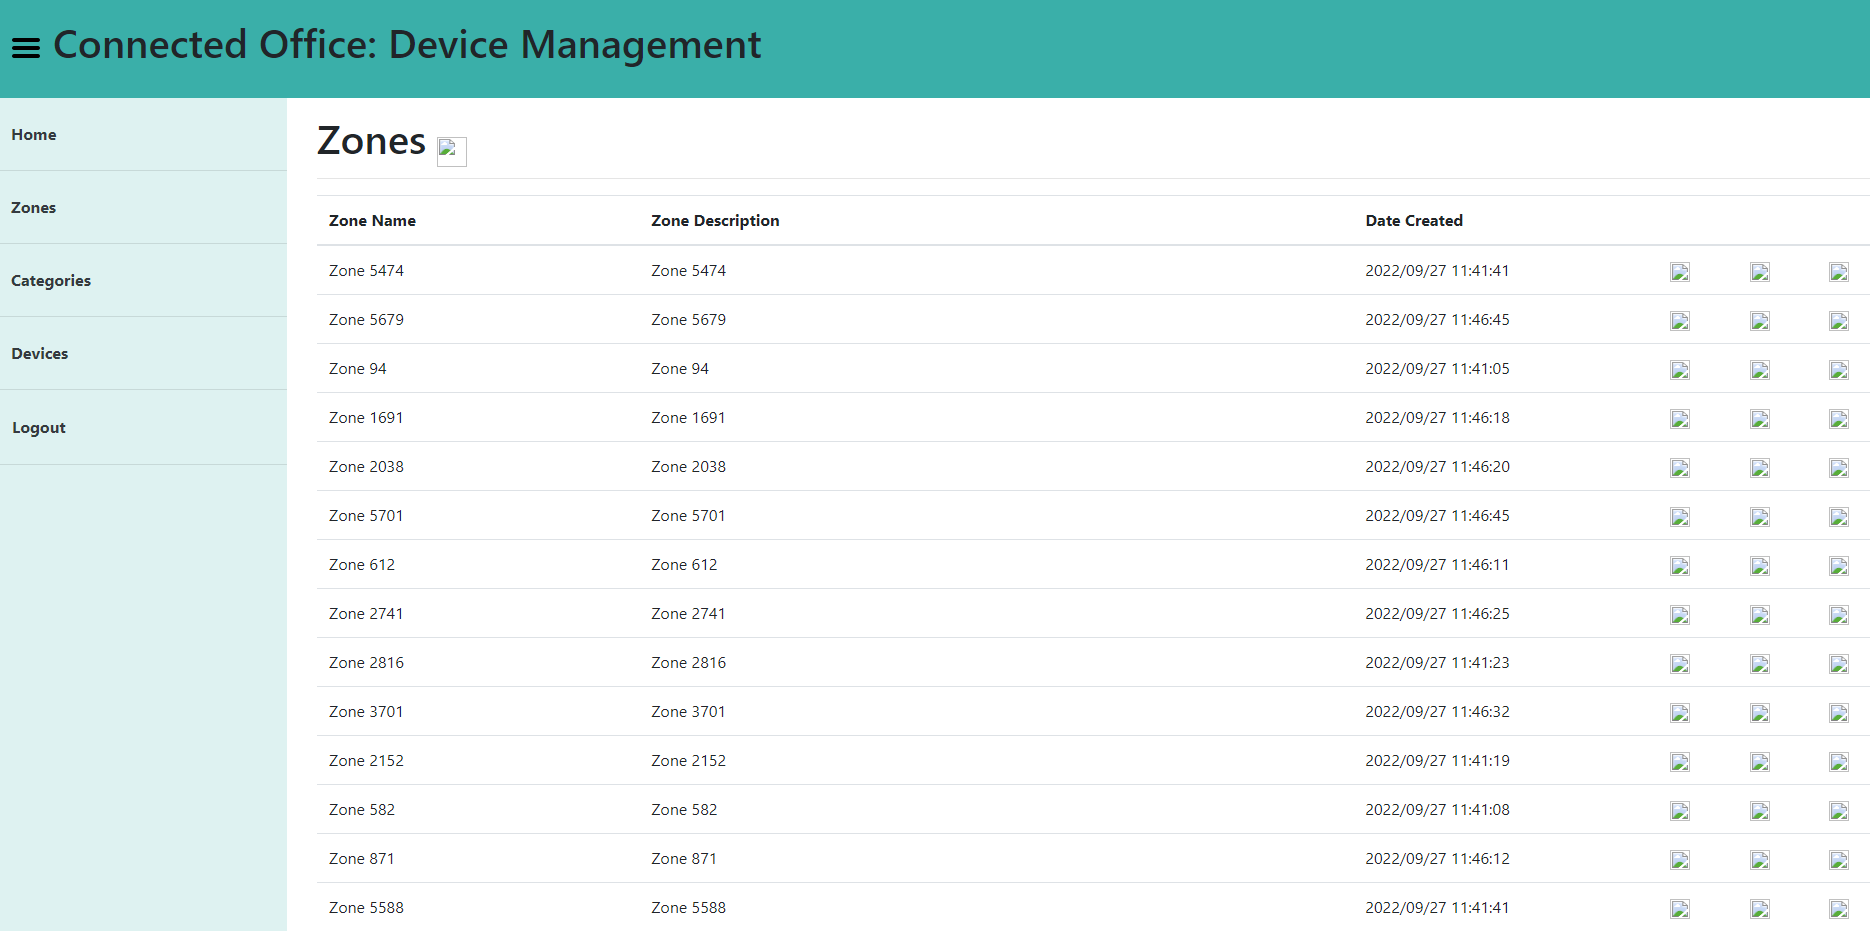 Connected Office: Device Management
Home
Zones
Categories
Devices
Logout
Zones
Zone Name Zone Description Date Created
Zone 5474 Zone 5474 2022/09/27 11:41:41
Zone 5679 Zone 5679 2022/09/27 11:46:45
Zone 94 Zone 94 2022/09/27 11:41:05
Zone 1691 Zone 1691 2022/09/27 11:46:18
Zone 2038 Zone 2038 2022/09/27 11:46:20
Zone 5701 Zone 5701 2022/09/27 11:46:45
Zone 612 Zone 612 2022/09/27 11:46:11
Zone 2741 Zone 2741 2022/09/27 11:46:25
Zone 2816 Zone 2816 2022/09/27 11:41:23
Zone 3701 Zone 3701 2022/09/27 11:46:32
Zone 2152 Zone 2152 2022/09/27 11:41:19
Zone 582 Zone 582 2022/09/27 11:41:08
Zone 871 Zone 871 2022/09/27 11:46:12
Zone 5588 Zone 5588 2022/09/27 11:41:41